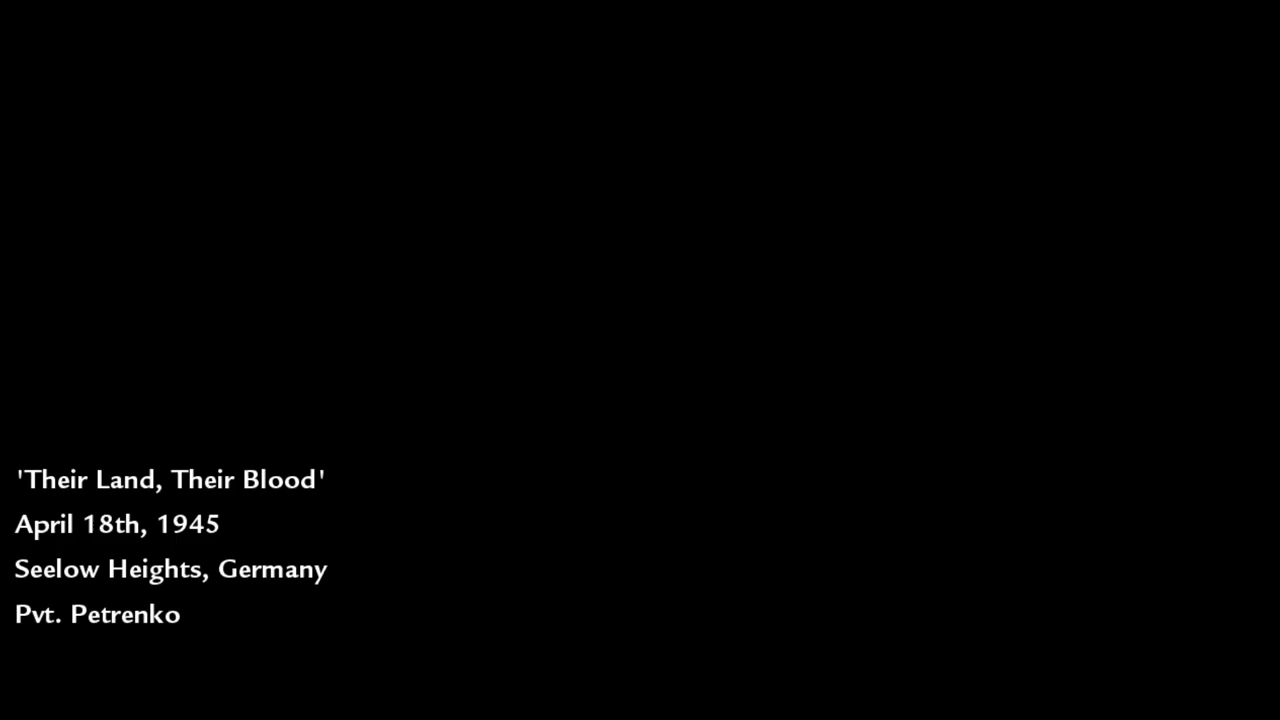 'Their Land, Their Blood'
April 18th, 1945
Seelow Heights, Germany
Pvt. Petrenko